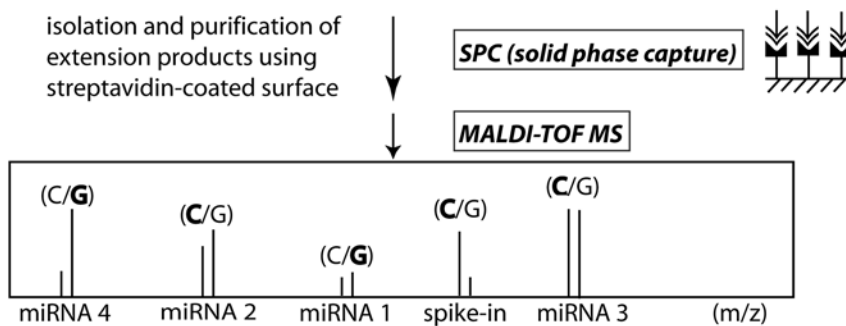 isolation and purification of
extension products using
streptavidin-coated surface
SPC (solid phase capture)
MALDI-TOF MS
(C/G)
(C/G)
(C/G)
(C/G)
(C/G)
miRNA 4
miRNA 2
miRNA 1
spike-in
miRNA 3
(m/z)